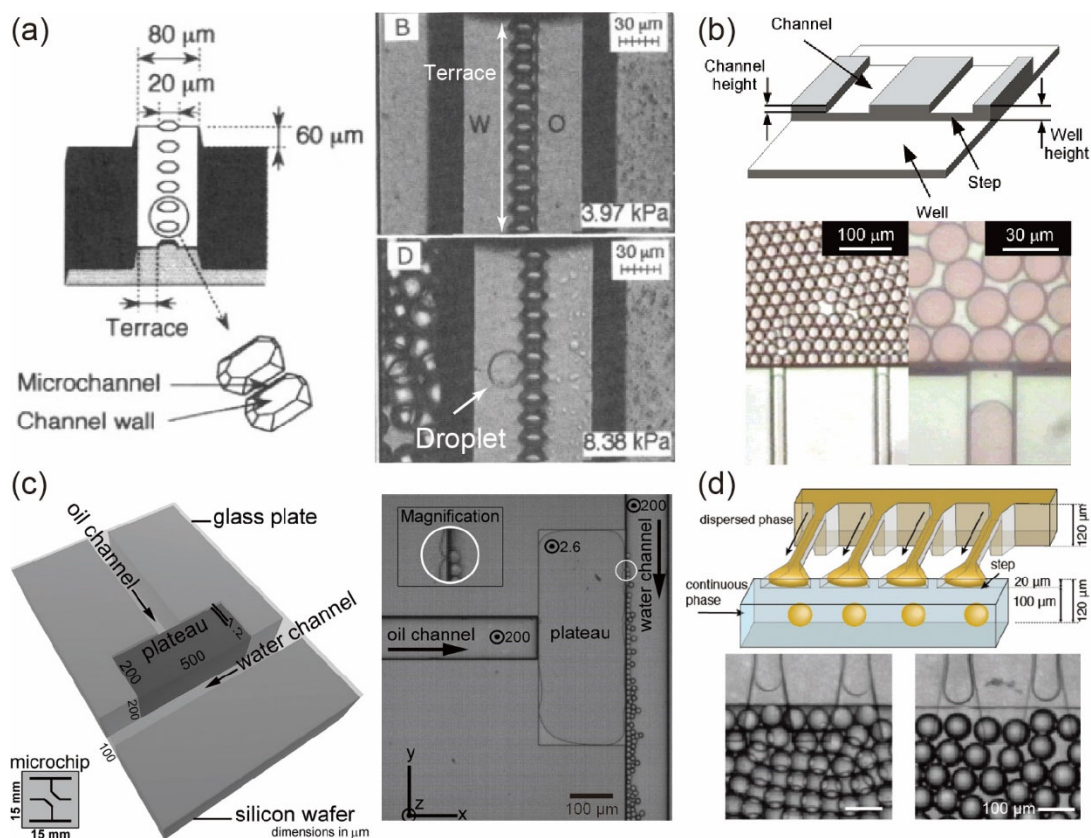 (a)
80 μm
20 μm
60 μm
Terrace
Microchannel
Channel wall
B
30 μm
Terrace
W
O
3.97 kPa
D
30 μm
Droplet
8.38 kPa
(b)
Channel
Channel
height
Well
height
Step
Well
100 μm
30 μm
(c)
oil channel
glass plate
plateau
1.2
500
200
200
water channel
100
microchip
15 mm
15 mm
silicon wafer
dimensions in μm
Magnification
200
2.6
water channel
oil channel
200
plateau
y
z
x
100 μm
(d)
dispersed phase
120 μm
step
continuous
phase
20 μm
100 μm
120 μm
100 μm